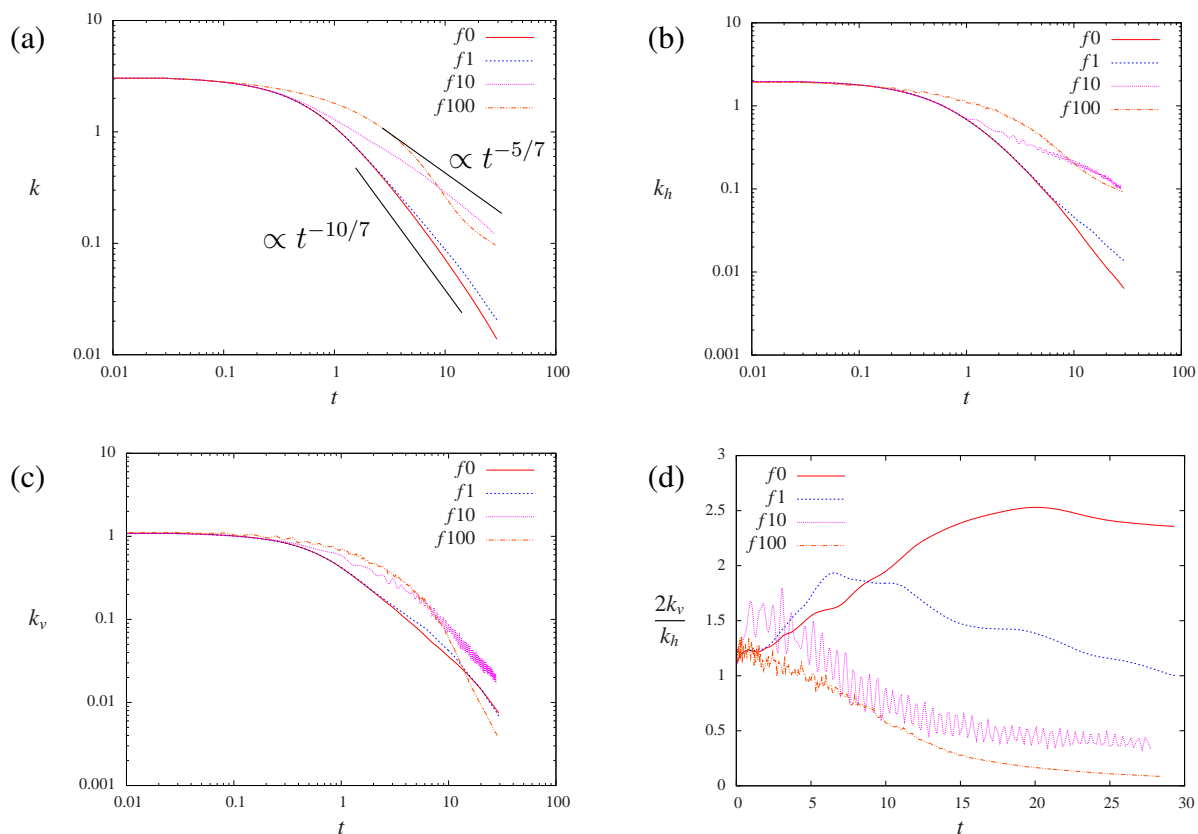 (a)
10
1
0.1
0.01
0.01
0.1
1
10
100
k
t
f0
f1
f10
f100
∝ t^{-5/7}
∝ t^{-10/7}
(b)
10
1
0.1
0.01
0.001
0.01
0.1
1
10
100
k_h
t
f0
f1
f10
f100
(c)
10
1
0.1
0.01
0.001
0.01
0.1
1
10
100
k_v
t
f0
f1
f10
f100
(d)
3
2.5
2
1.5
1
0.5
0
0
5
10
15
20
25
30
2k_v
k_h
t
f0
f1
f10
f100